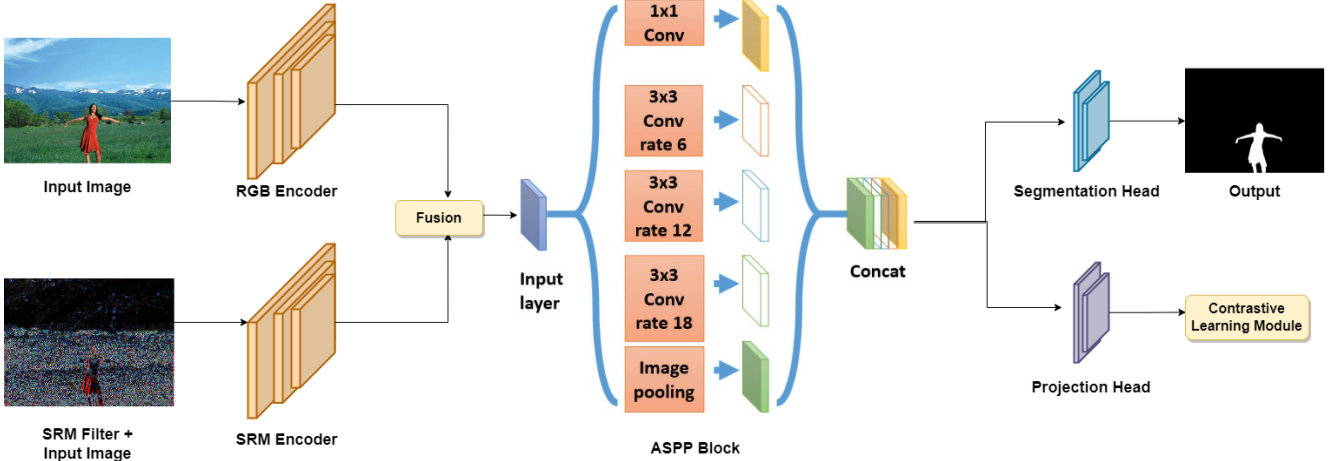 Input Image
RGB Encoder
SRM Filter +
Input Image
SRM Encoder
Fusion
Input
layer
1x1
Conv
3x3
Conv
rate 6
3x3
Conv
rate 12
3x3
Conv
rate 18
Image
pooling
ASPP Block
Concat
Segmentation Head
Output
Projection Head
Contrastive
Learning Module